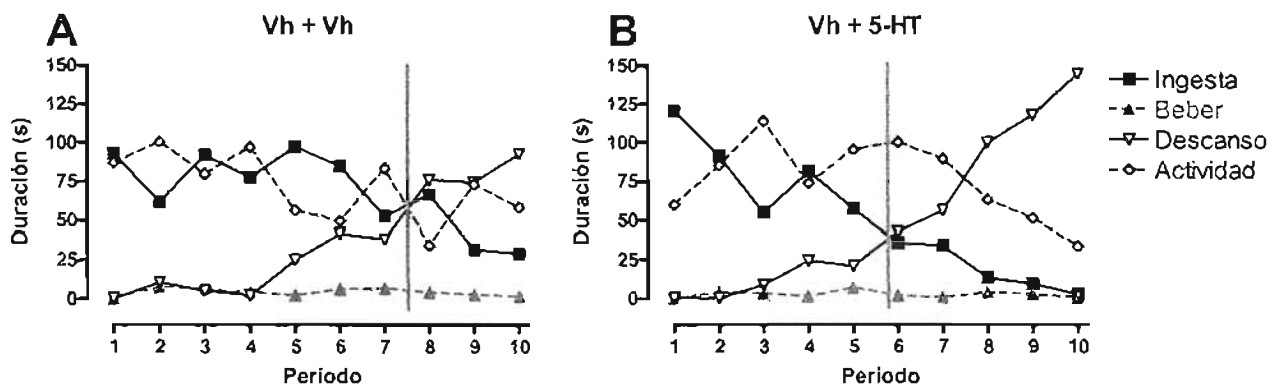 A
Vh + Vh
150
125
100
75
50
25
0
Duración (s)
1 2 3 4 5 6 7 8 9 10
Período
B
Vh + 5-HT
150
125
100
75
50
25
0
Duración (s)
1 2 3 4 5 6 7 8 9 10
Período
Ingesta
Beber
Descanso
Actividad